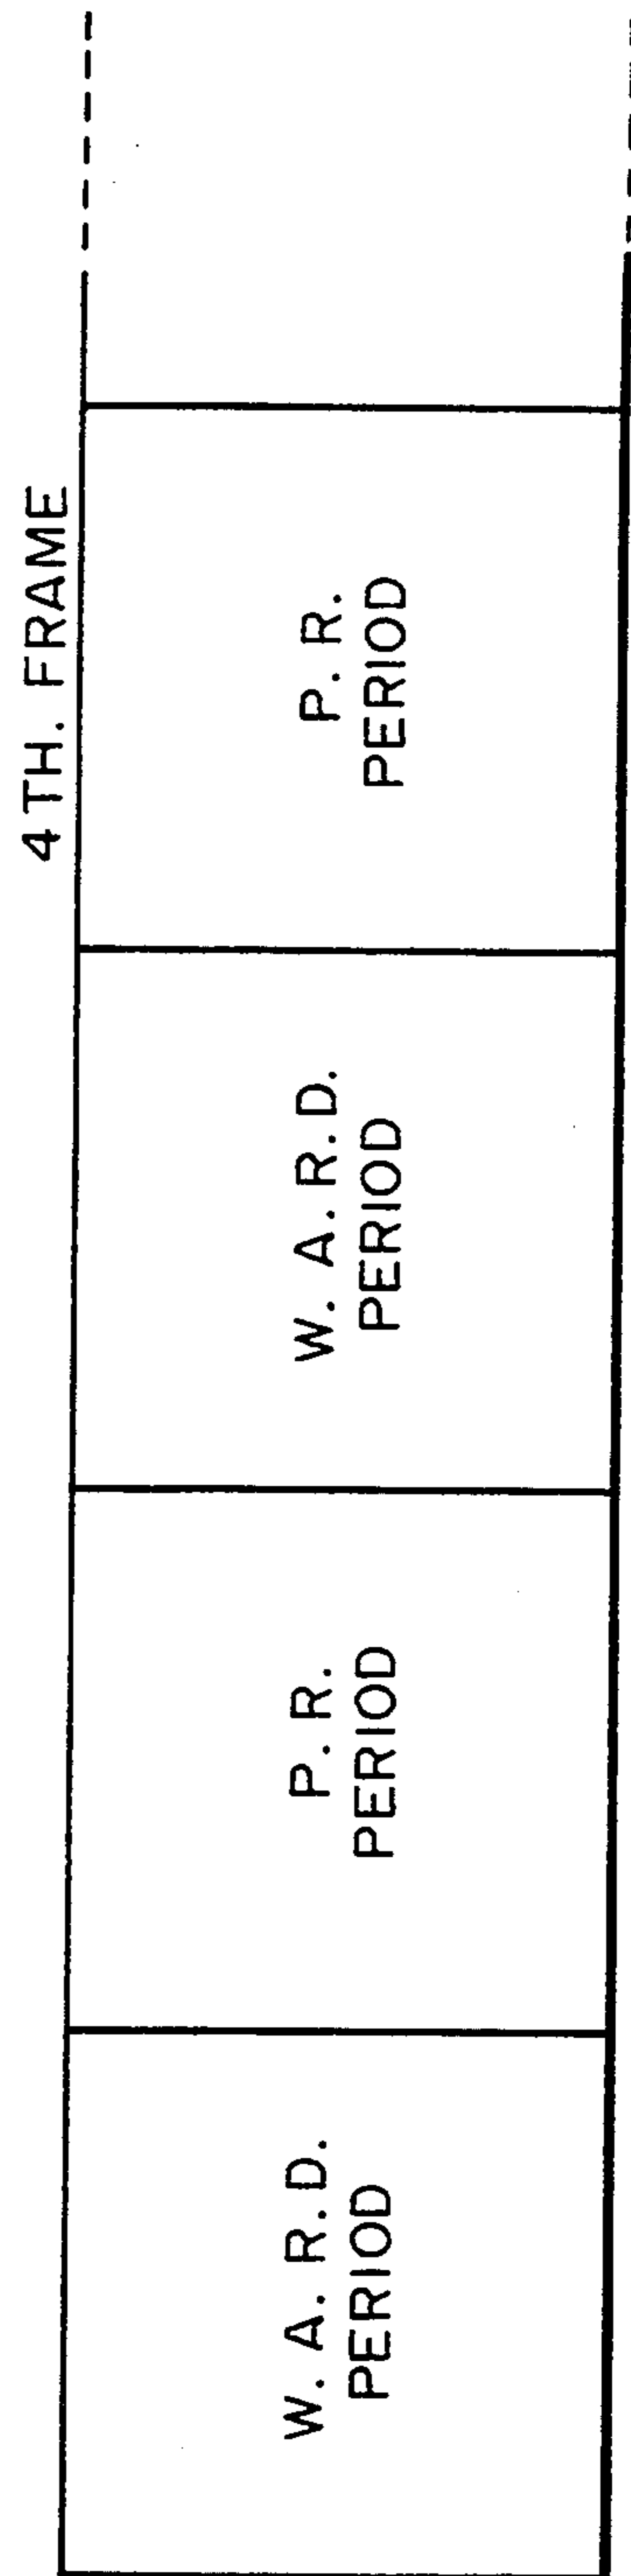 4TH. FRAME
W. A. R. D.
PERIOD
P. R.
PERIOD
W. A. R. D.
PERIOD
P. R.
PERIOD